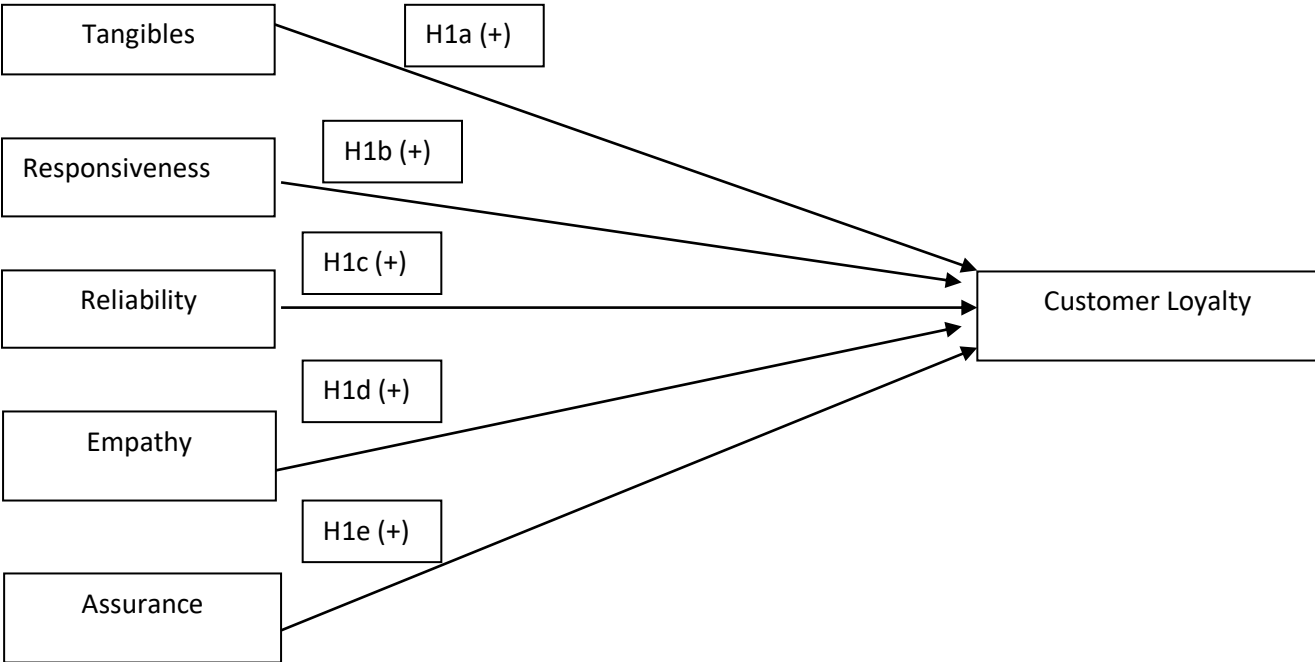 Tangibles
H1a (+)
Responsiveness
H1b (+)
H1c (+)
Reliability
Customer Loyalty
H1d (+)
Empathy
H1e (+)
Assurance